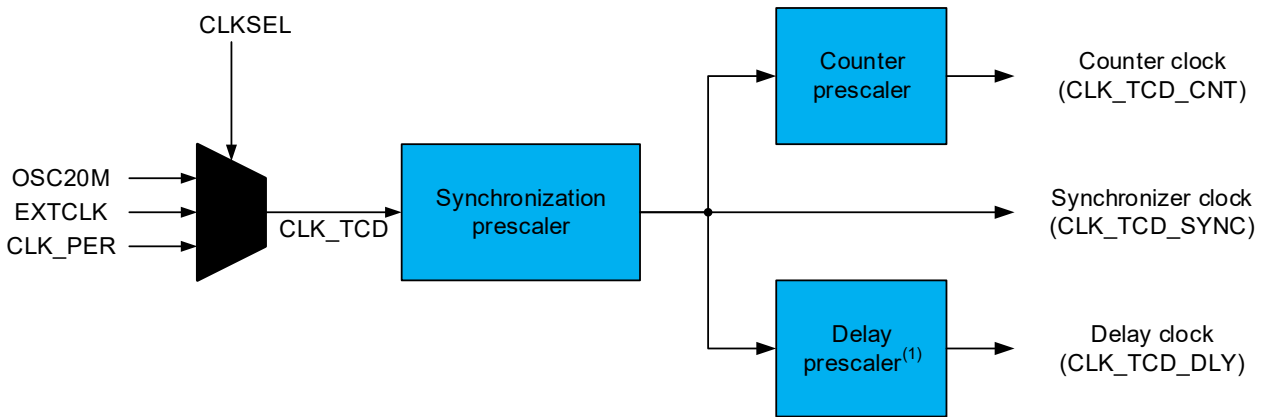 CLKSEL
OSC20M
EXTCLK
CLK_PER
CLK_TCD
Synchronization
prescaler
Counter
prescaler
Counter clock
(CLK_TCD_CNT)
Synchronizer clock
(CLK_TCD_SYNC)
Delay
prescaler(1)
Delay clock
(CLK_TCD_DLY)